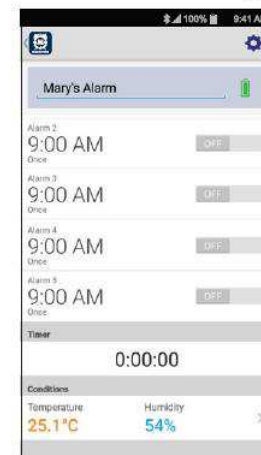 100% 9:41 AM
Mary's Alarm
Alarm 2
9:00 AM OFF
Once
Alarm 3
9:00 AM OFF
Once
Alarm 4
9:00 AM OFF
Once
Alarm 5
9:00 AM OFF
Once
Timer
0:00:00
Conditions
Temperature Humidity
25.1°C 54%